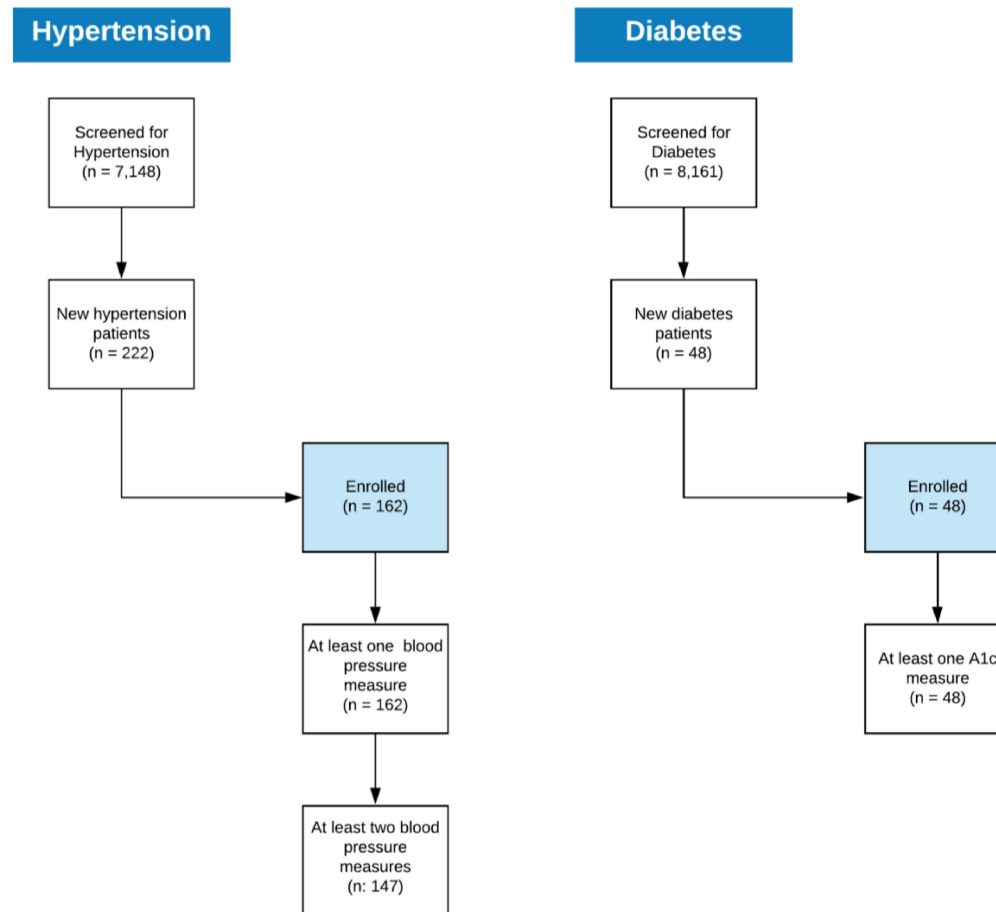 Hypertension
Screened for
Hypertension
(n = 7,148)
New hypertension
patients
(n = 222)
Enrolled
(n = 162)
At least one blood
pressure
measure
(n = 162)
At least two blood
pressure
measures
(n: 147)
Diabetes
Screened for
Diabetes
(n = 8,161)
New diabetes
patients
(n = 48)
Enrolled
(n = 48)
At least one A1c
measure
(n = 48)